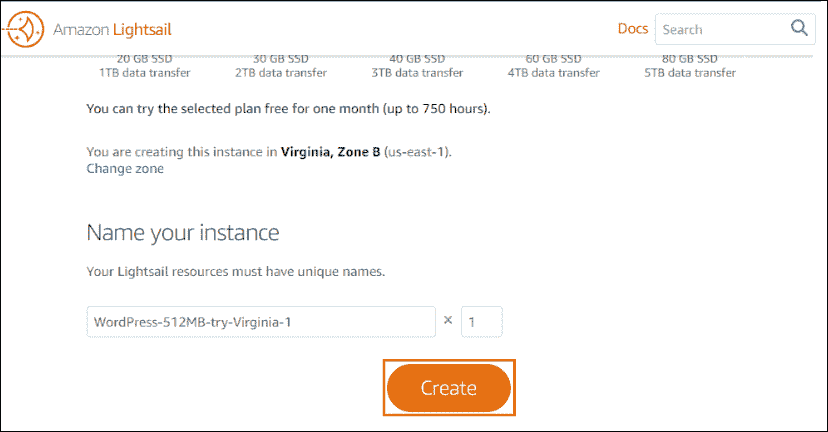 Amazon Lightsail
Docs
Search
20 GB SSD 30 GB SSD 40 GB SSD 60 GB SSD 80 GB SSD
1TB data transfer 2TB data transfer 3TB data transfer 4TB data transfer 5TB data transfer
You can try the selected plan free for one month (up to 750 hours).
You are creating this instance in Virginia, Zone B (us-east-1).
Change zone
Name your instance
Your Lightsail resources must have unique names.
WordPress-512MB-try-Virginia-1 × 1
Create